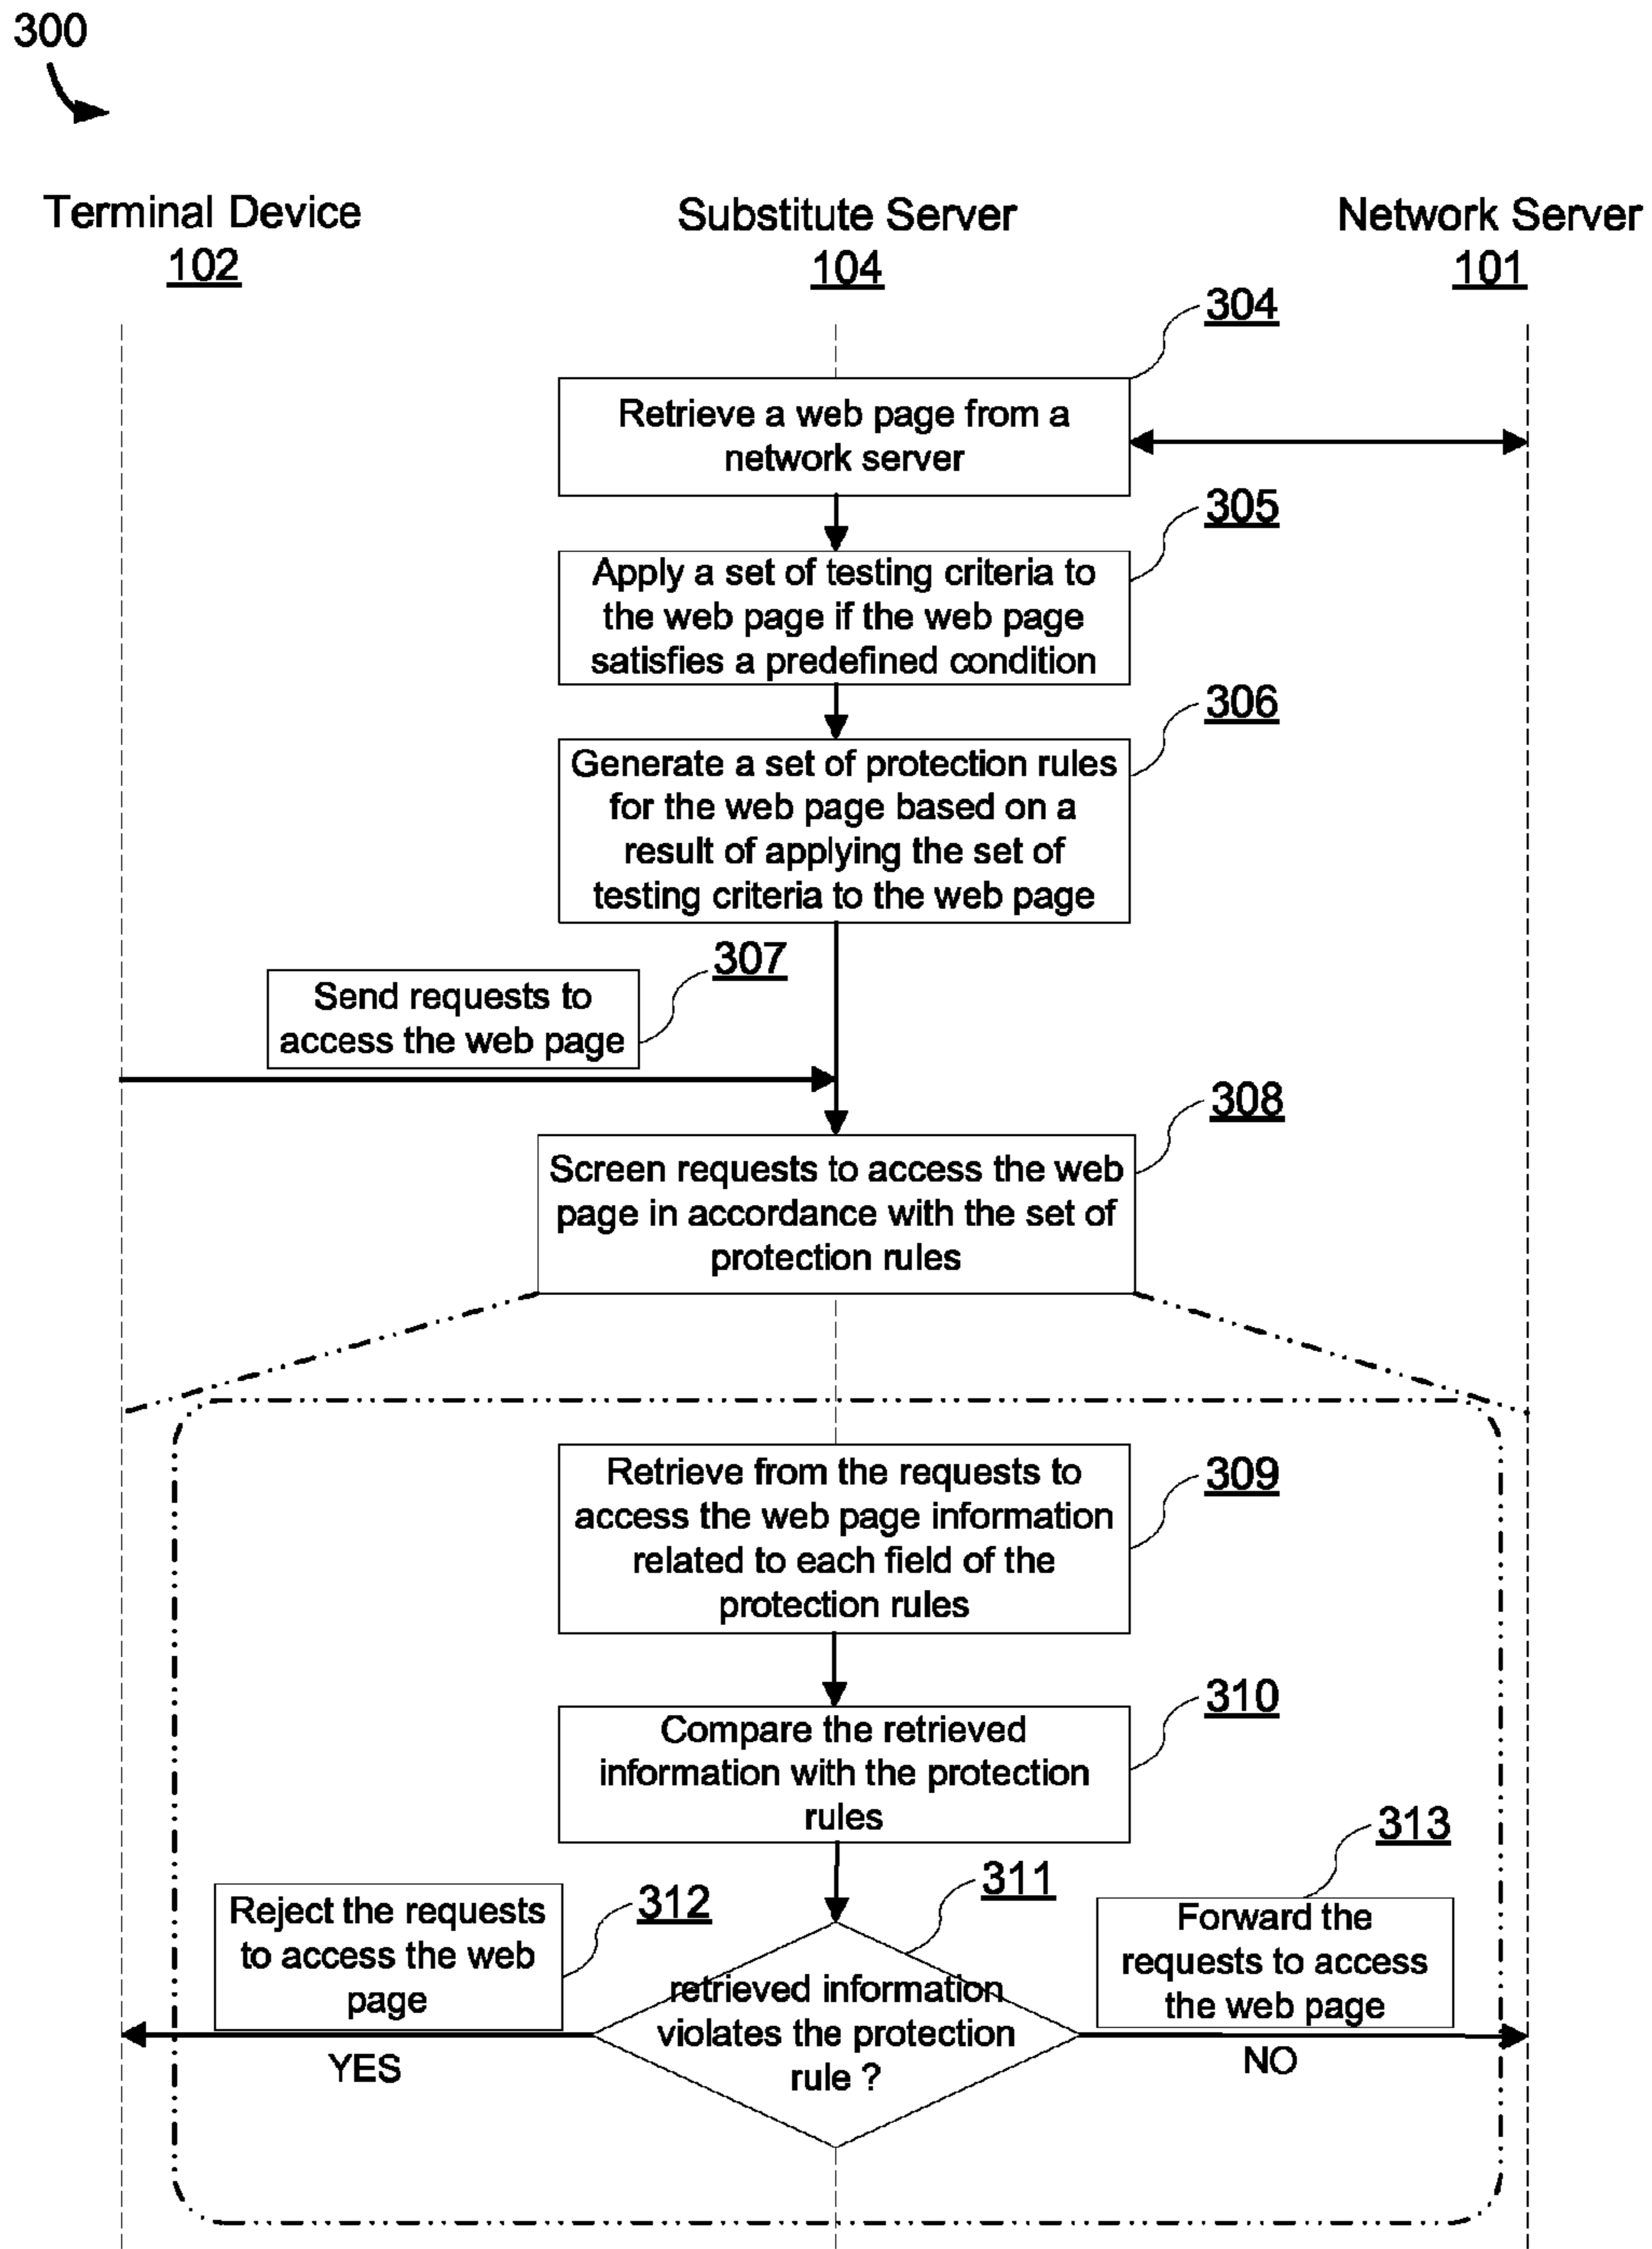 300
Terminal Device
102
Substitute Server
104
Network Server
101
304
Retrieve a web page from a
network server
305
Apply a set of testing criteria to
the web page if the web page
satisfies a predefined condition
306
Generate a set of protection rules
for the web page based on a
result of applying the set of
testing criteria to the web page
307
Send requests to
access the web page
308
Screen requests to access the web
page in accordance with the set of
protection rules
309
Retrieve from the requests to
access the web page information
related to each field of the
protection rules
310
Compare the retrieved
information with the protection
rules
311
retrieved information
violates the protection
rule ?
312
Reject the requests
to access the web
page
YES
313
Forward the
requests to access
the web page
NO